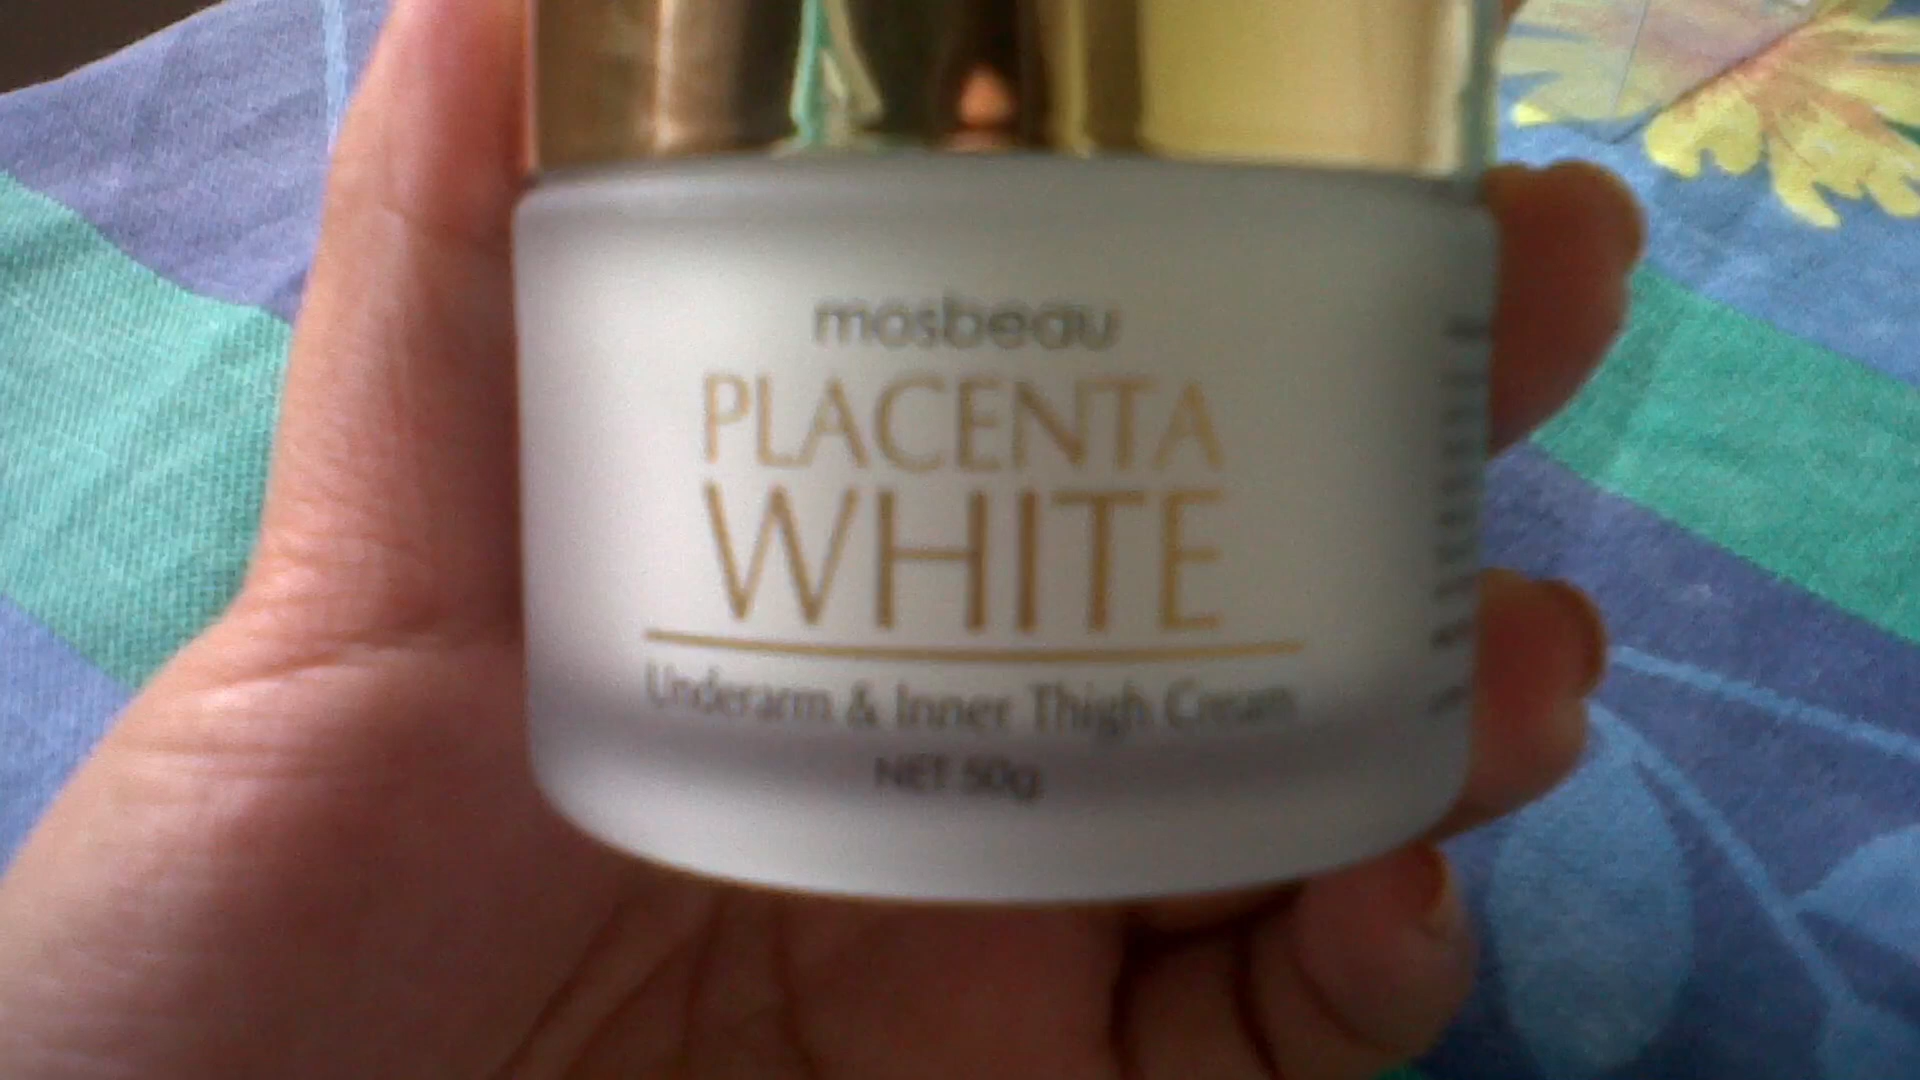 mosbeau
PLACENTA
WHITE
Underarm & Inner Thigh Cream
NET 50g